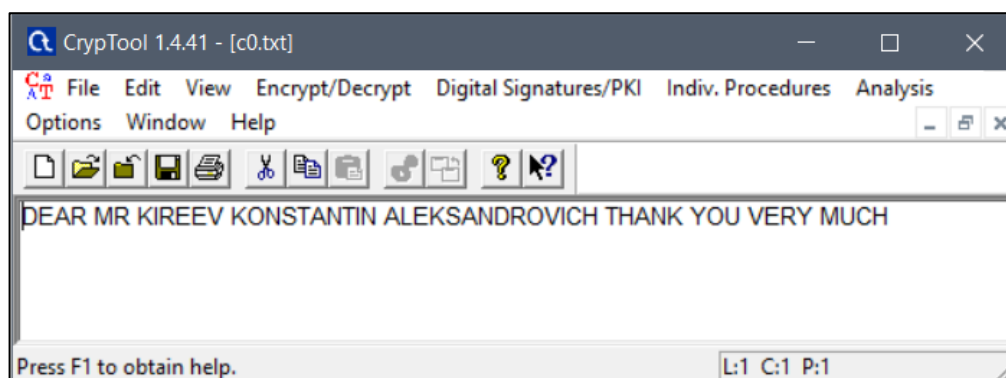 CrypTool 1.4.41 - [c0.txt]
File Edit View Encrypt/Decrypt Digital Signatures/PKI Indiv. Procedures Analysis
Options Window Help
DEAR MR KIREEV KONSTANTIN ALEKSANDROVICH THANK YOU VERY MUCH
Press F1 to obtain help. L:1 C:1 P:1